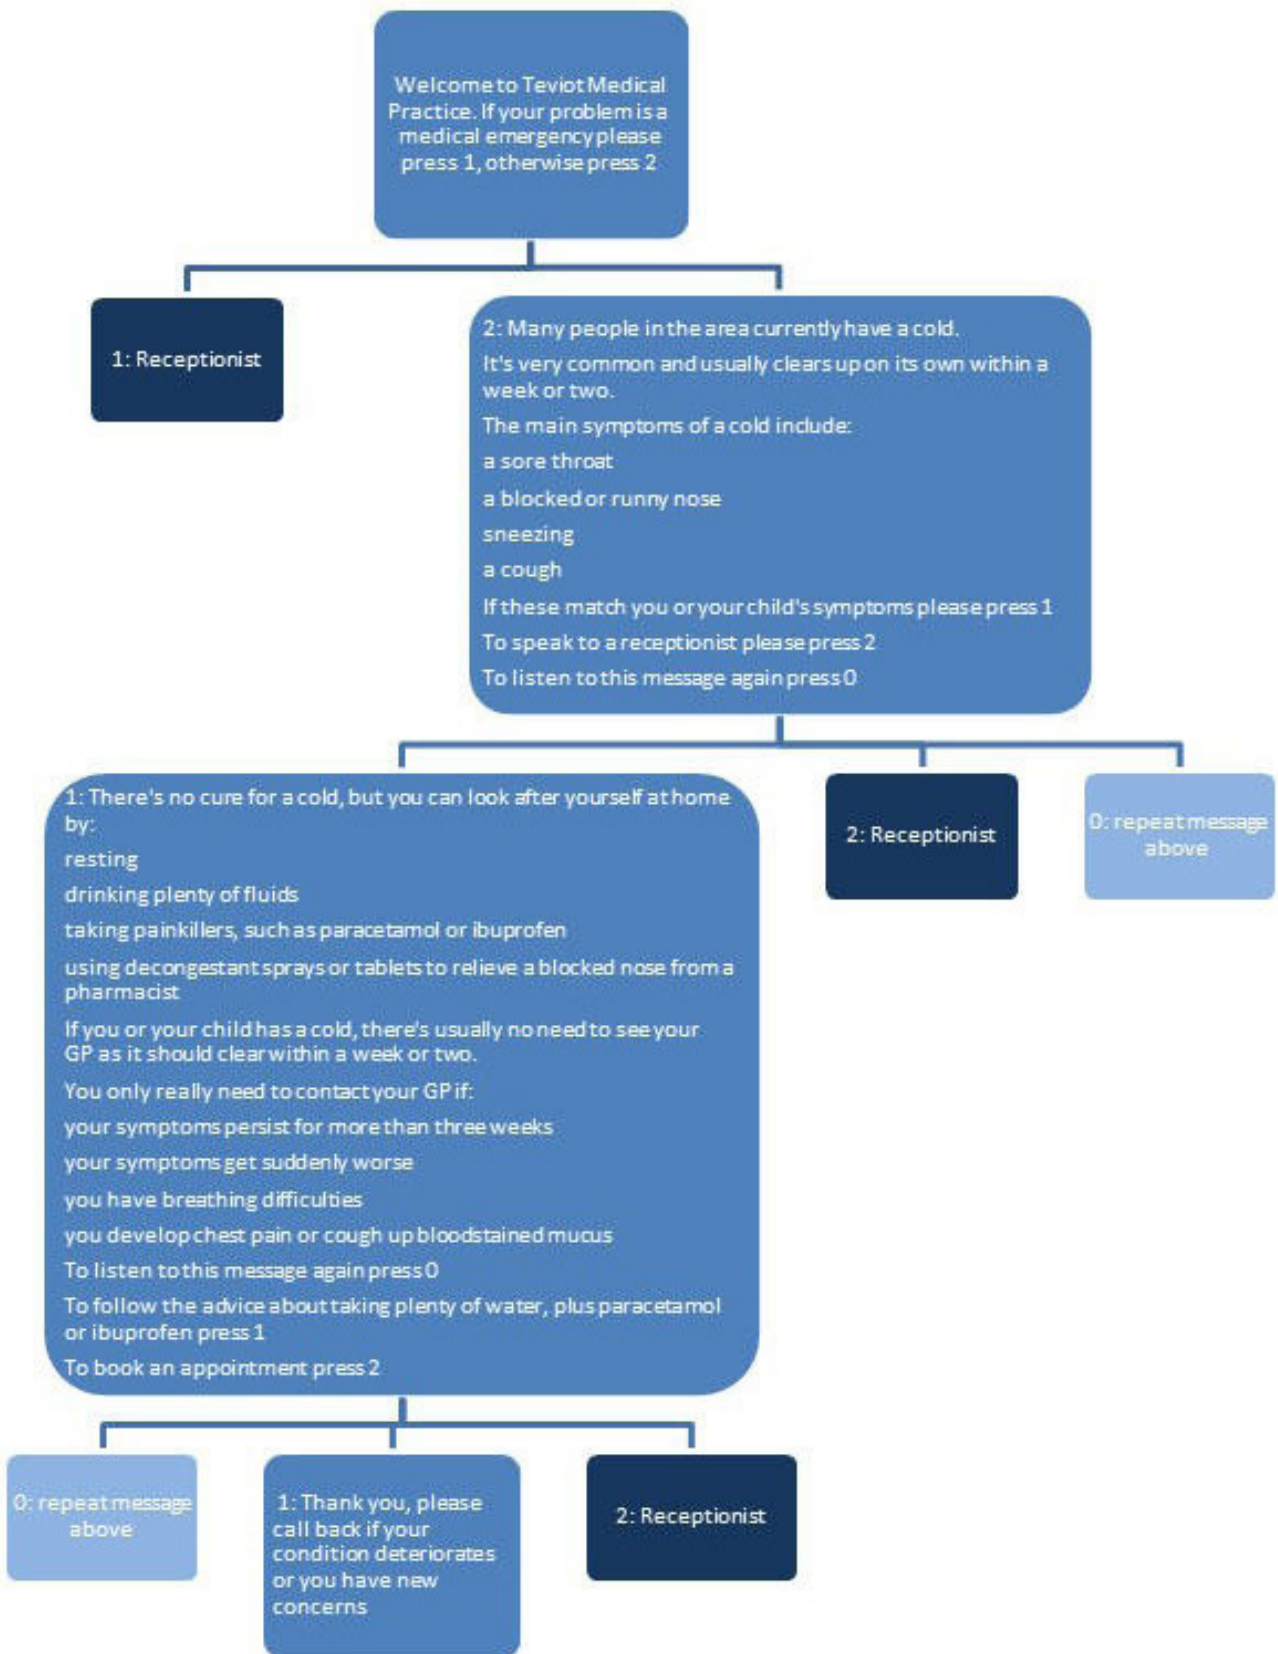 Welcome to Teviot Medical
Practice. If your problem is a
medical emergency please
press 1, otherwise press 2
1: Receptionist
2: Many people in the area currently have a cold.
It's very common and usually clears up on its own within a
week or two.
The main symptoms of a cold include:
a sore throat
a blocked or runny nose
sneezing
a cough
If these match you or your child's symptoms please press 1
To speak to a receptionist please press 2
To listen to this message again press 0
1: There's no cure for a cold, but you can look after yourself at home
by:
resting
drinking plenty of fluids
taking painkillers, such as paracetamol or ibuprofen
using decongestant sprays or tablets to relieve a blocked nose from a
pharmacist
If you or your child has a cold, there's usually no need to see your
GP as it should clear within a week or two.
You only really need to contact your GP if:
your symptoms persist for more than three weeks
your symptoms get suddenly worse
you have breathing difficulties
you develop chest pain or cough up bloodstained mucus
To listen to this message again press 0
To follow the advice about taking plenty of water, plus paracetamol
or ibuprofen press 1
To book an appointment press 2
2: Receptionist
0: repeat message
above
0: repeat message
above
1: Thank you, please
call back if your
condition deteriorates
or you have new
concerns
2: Receptionist